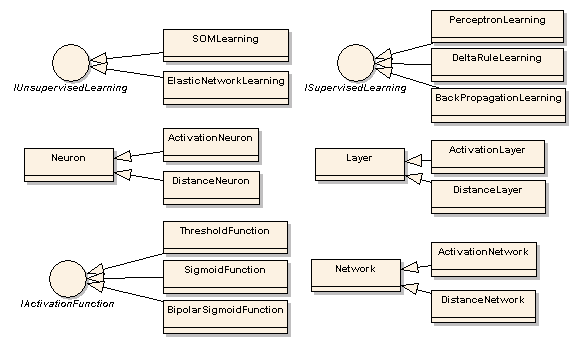 SOMLearning
ElasticNetworkLearning
IUnsupervisedLearning
PerceptronLearning
DeltaRuleLearning
BackPropagationLearning
ISupervisedLearning
Neuron
ActivationNeuron
DistanceNeuron
Layer
ActivationLayer
DistanceLayer
ThresholdFunction
SigmoidFunction
BipolarSigmoidFunction
IActivationFunction
Network
ActivationNetwork
DistanceNetwork